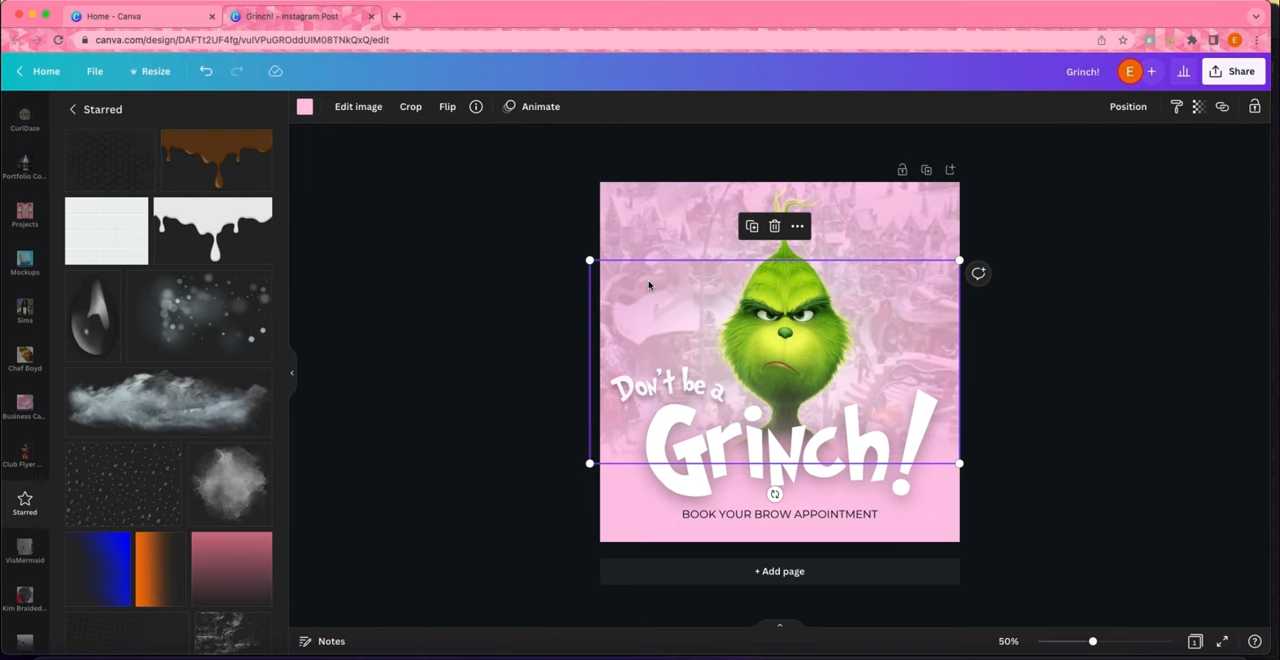 Home - Canva
Grinch! - Instagram Post
canva.com/design/DAFTt2UF4fg/vulVPuGROddUIM08TNkQxQ/edit
E
Home
File
Resize
Grinch!
E
Share
Starred
Edit image
Crop
Flip
Animate
Position
CurlDaze
Portfolio Co...
Projects
Mockups
Sims
Chef Boyd
Business Ca...
Club Flyer ...
Starred
ViaMermaid
Kim Braided...
Don't be a
Grinch!
BOOK YOUR BROW APPOINTMENT
+ Add page
Notes
50%
1